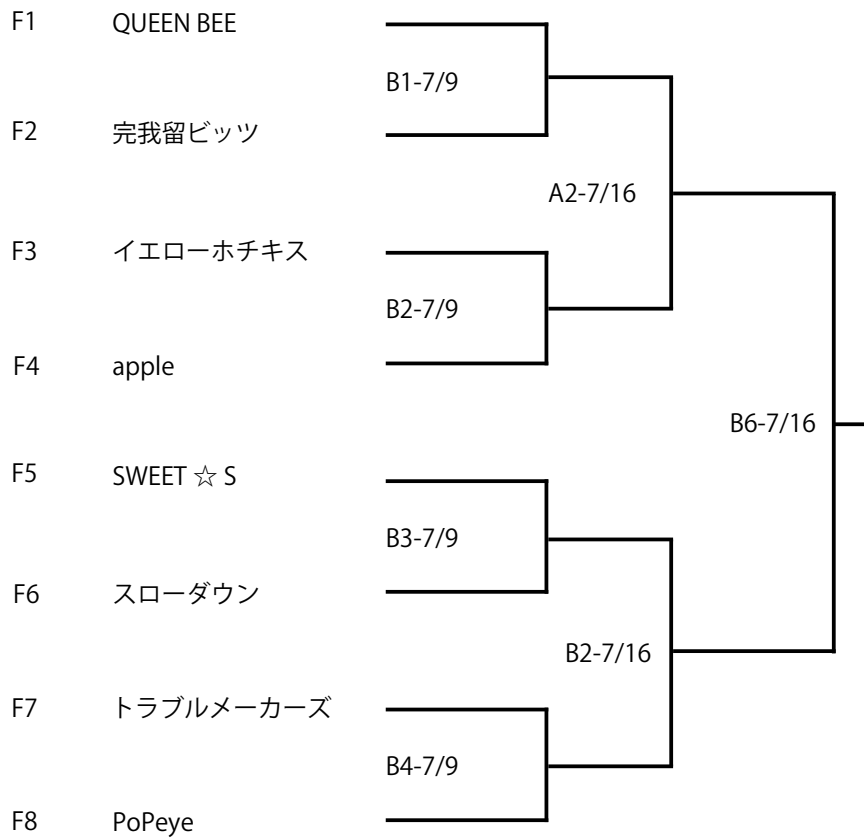 F1 QUEEN BEE
B1-7/9
F2 完我留ビッツ
A2-7/16
F3 イエローホチキス
B2-7/9
F4 apple
B6-7/16
F5 SWEET ☆ S
B3-7/9
F6 スローダウン
B2-7/16
F7 トラブルメーカーズ
B4-7/9
F8 PoPeye